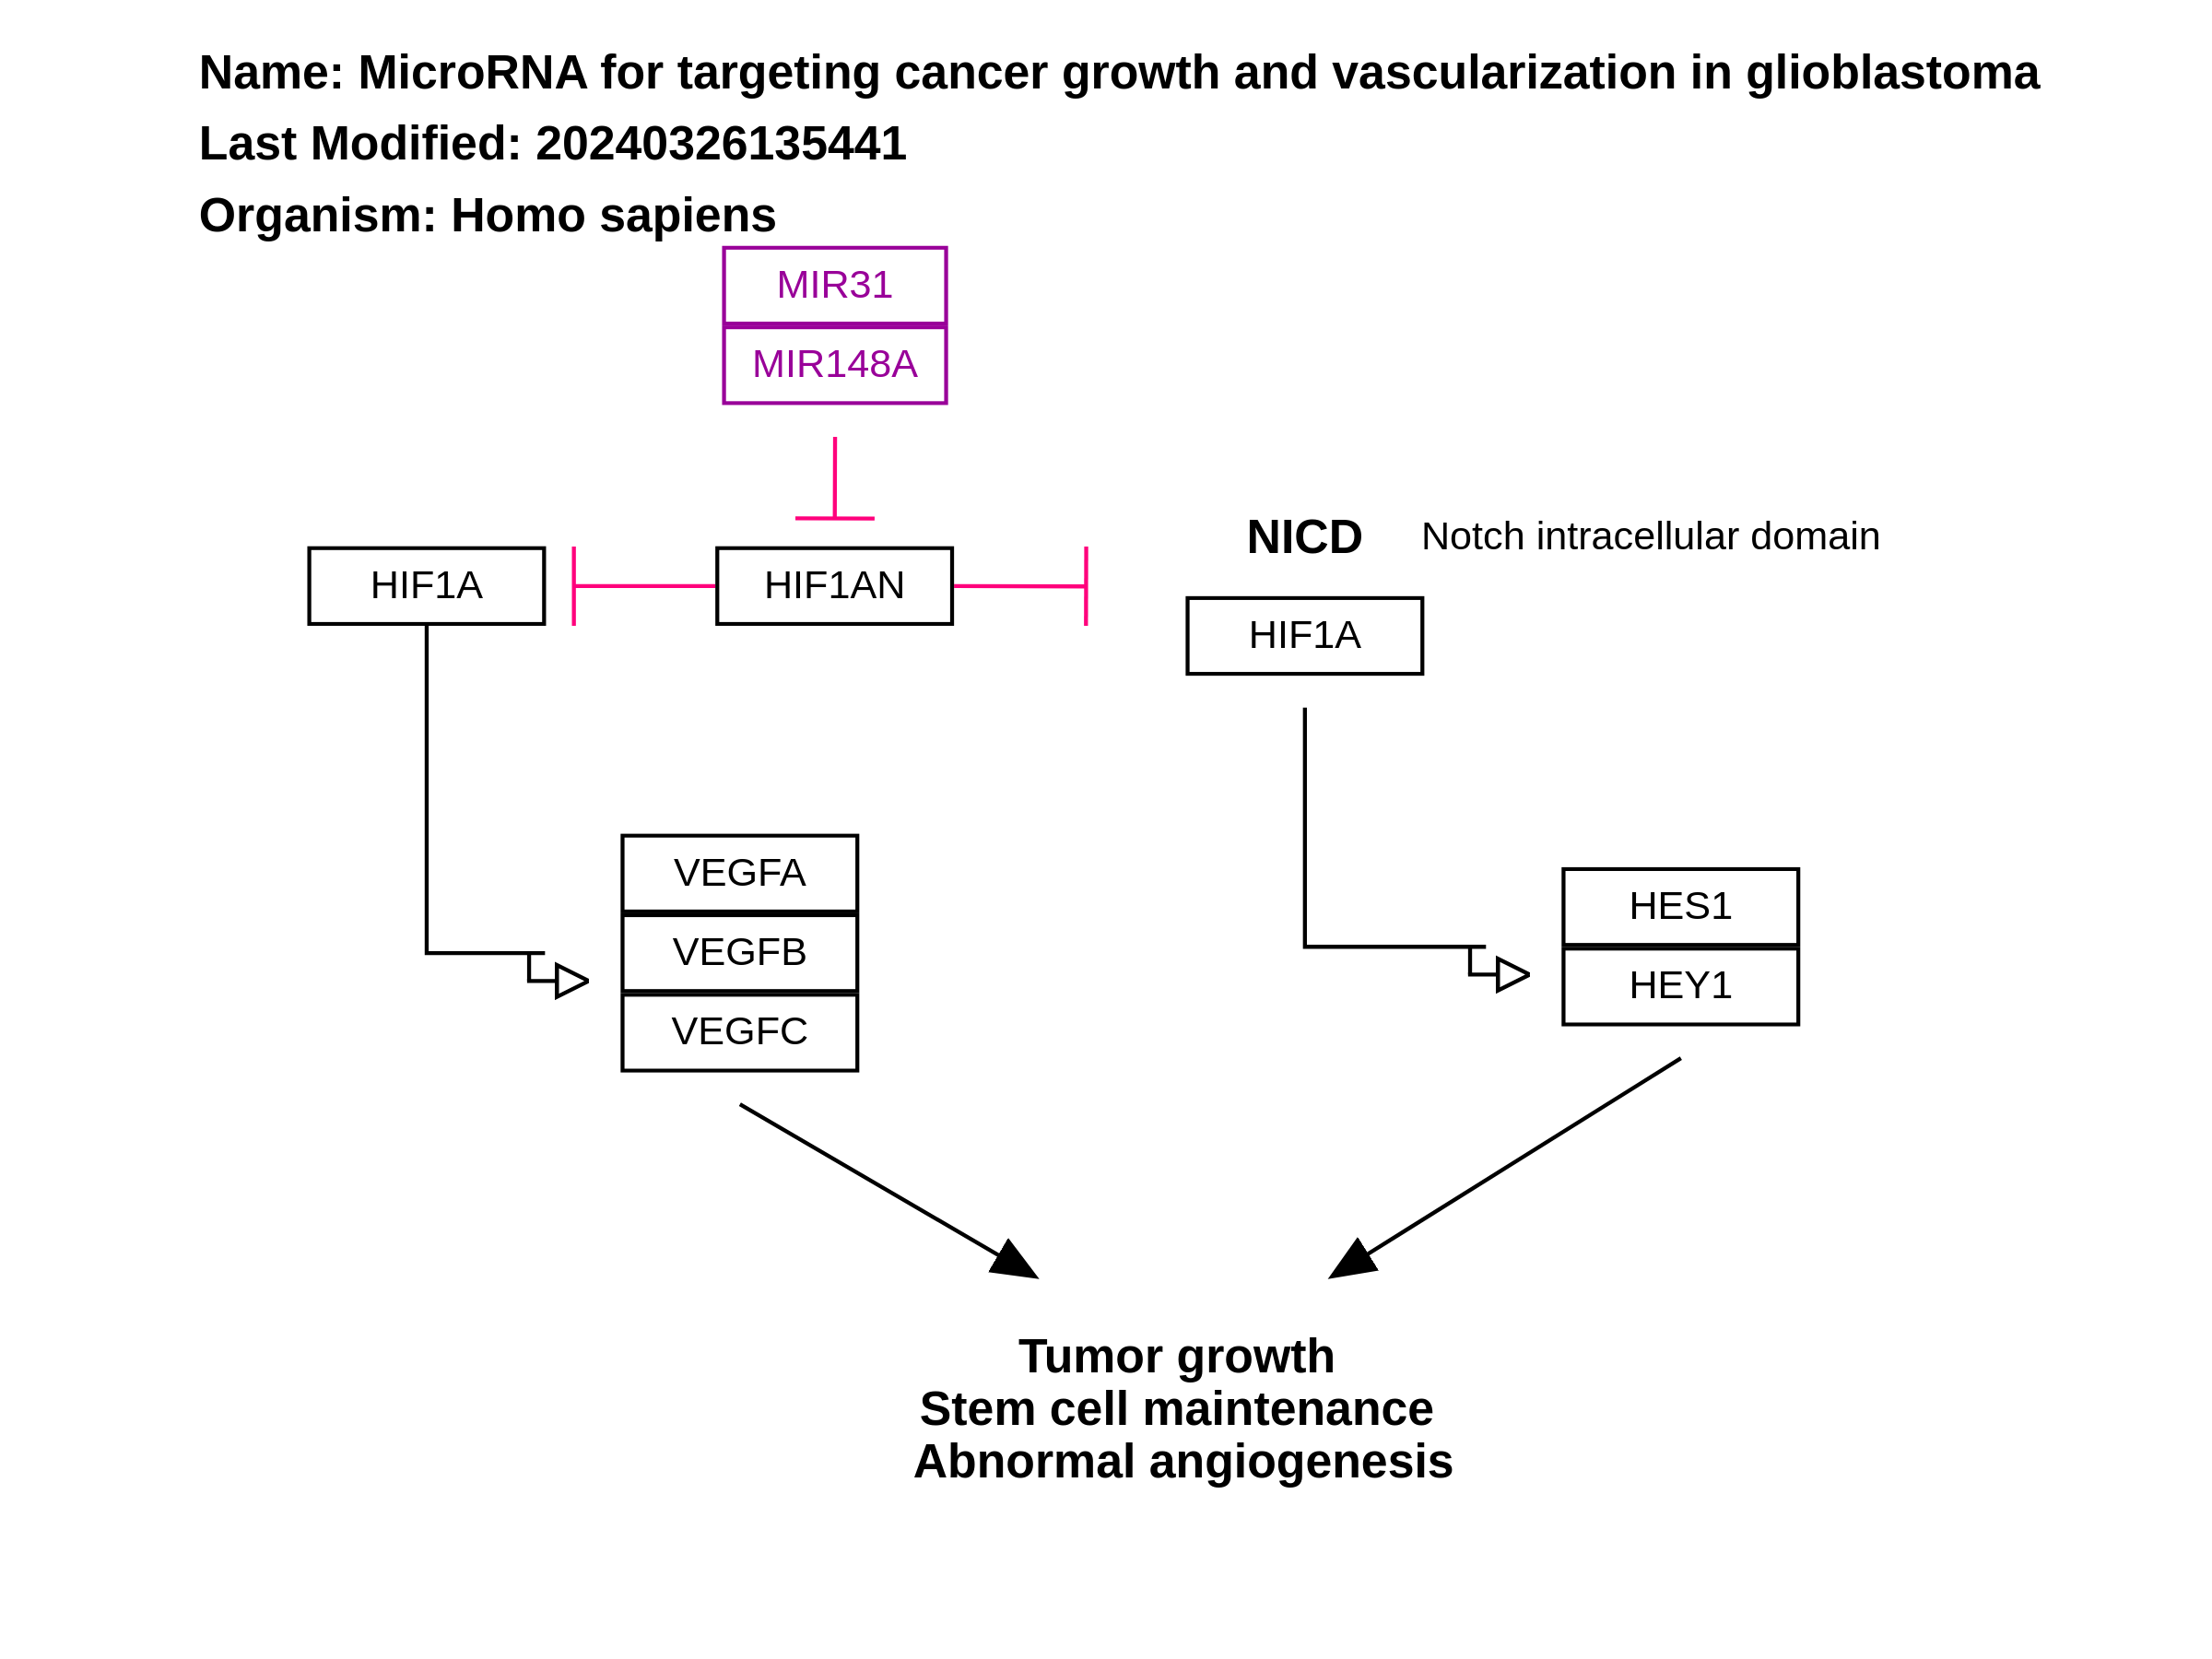 Name: MicroRNA for targeting cancer growth and vascularization in glioblastoma
Last Modified: 20240326135441
Organism: Homo sapiens
MIR31
MIR148A
NICD Notch intracellular domain
HIF1A HIF1AN
HIF1A
VEGFA
VEGFB
VEGFC
HES1
HEY1
Tumor growth
Stem cell maintenance
Abnormal angiogenesis